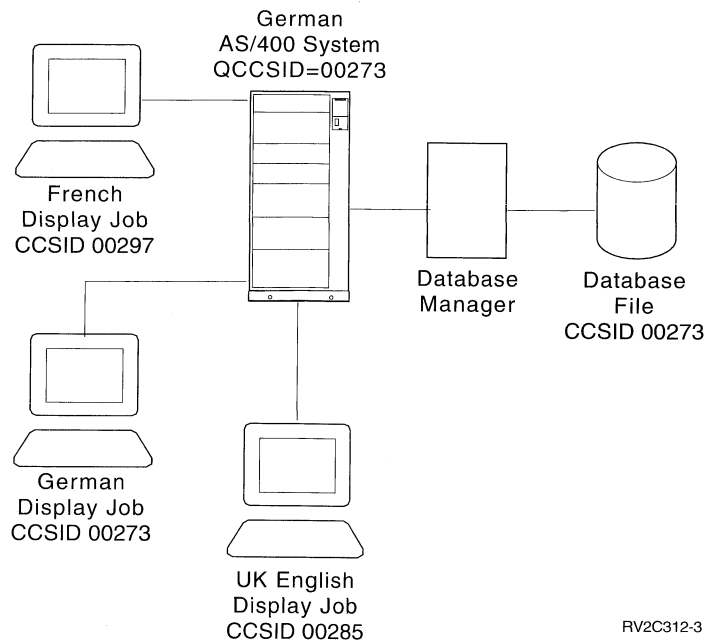 German
AS/400 System
QCCSID=00273
French
Display Job
CCSID 00297
Database
Manager
Database
File
CCSID 00273
German
Display Job
CCSID 00273
UK English
Display Job
CCSID 00285
RV2C312-3